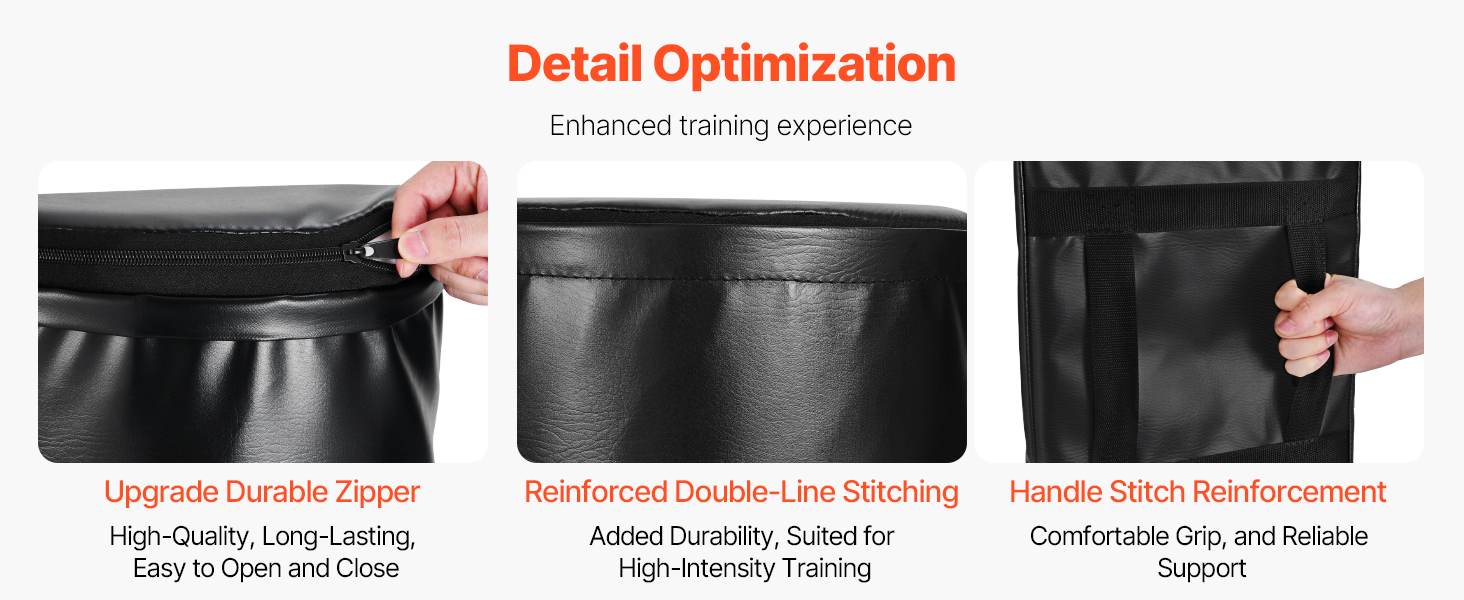 Detail Optimization
Enhanced training experience
Upgrade Durable Zipper
High-Quality, Long-Lasting,
Easy to Open and Close
Reinforced Double-Line Stitching
Added Durability, Suited for
High-Intensity Training
Handle Stitch Reinforcement
Comfortable Grip, and Reliable
Support